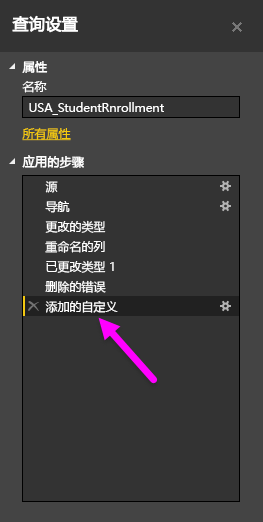 查询设置
属性
名称
USA_StudentRnrollment
所有属性
应用的步骤
源
导航
更改的类型
重命名的列
已更改类型 1
删除的错误
添加的自定义